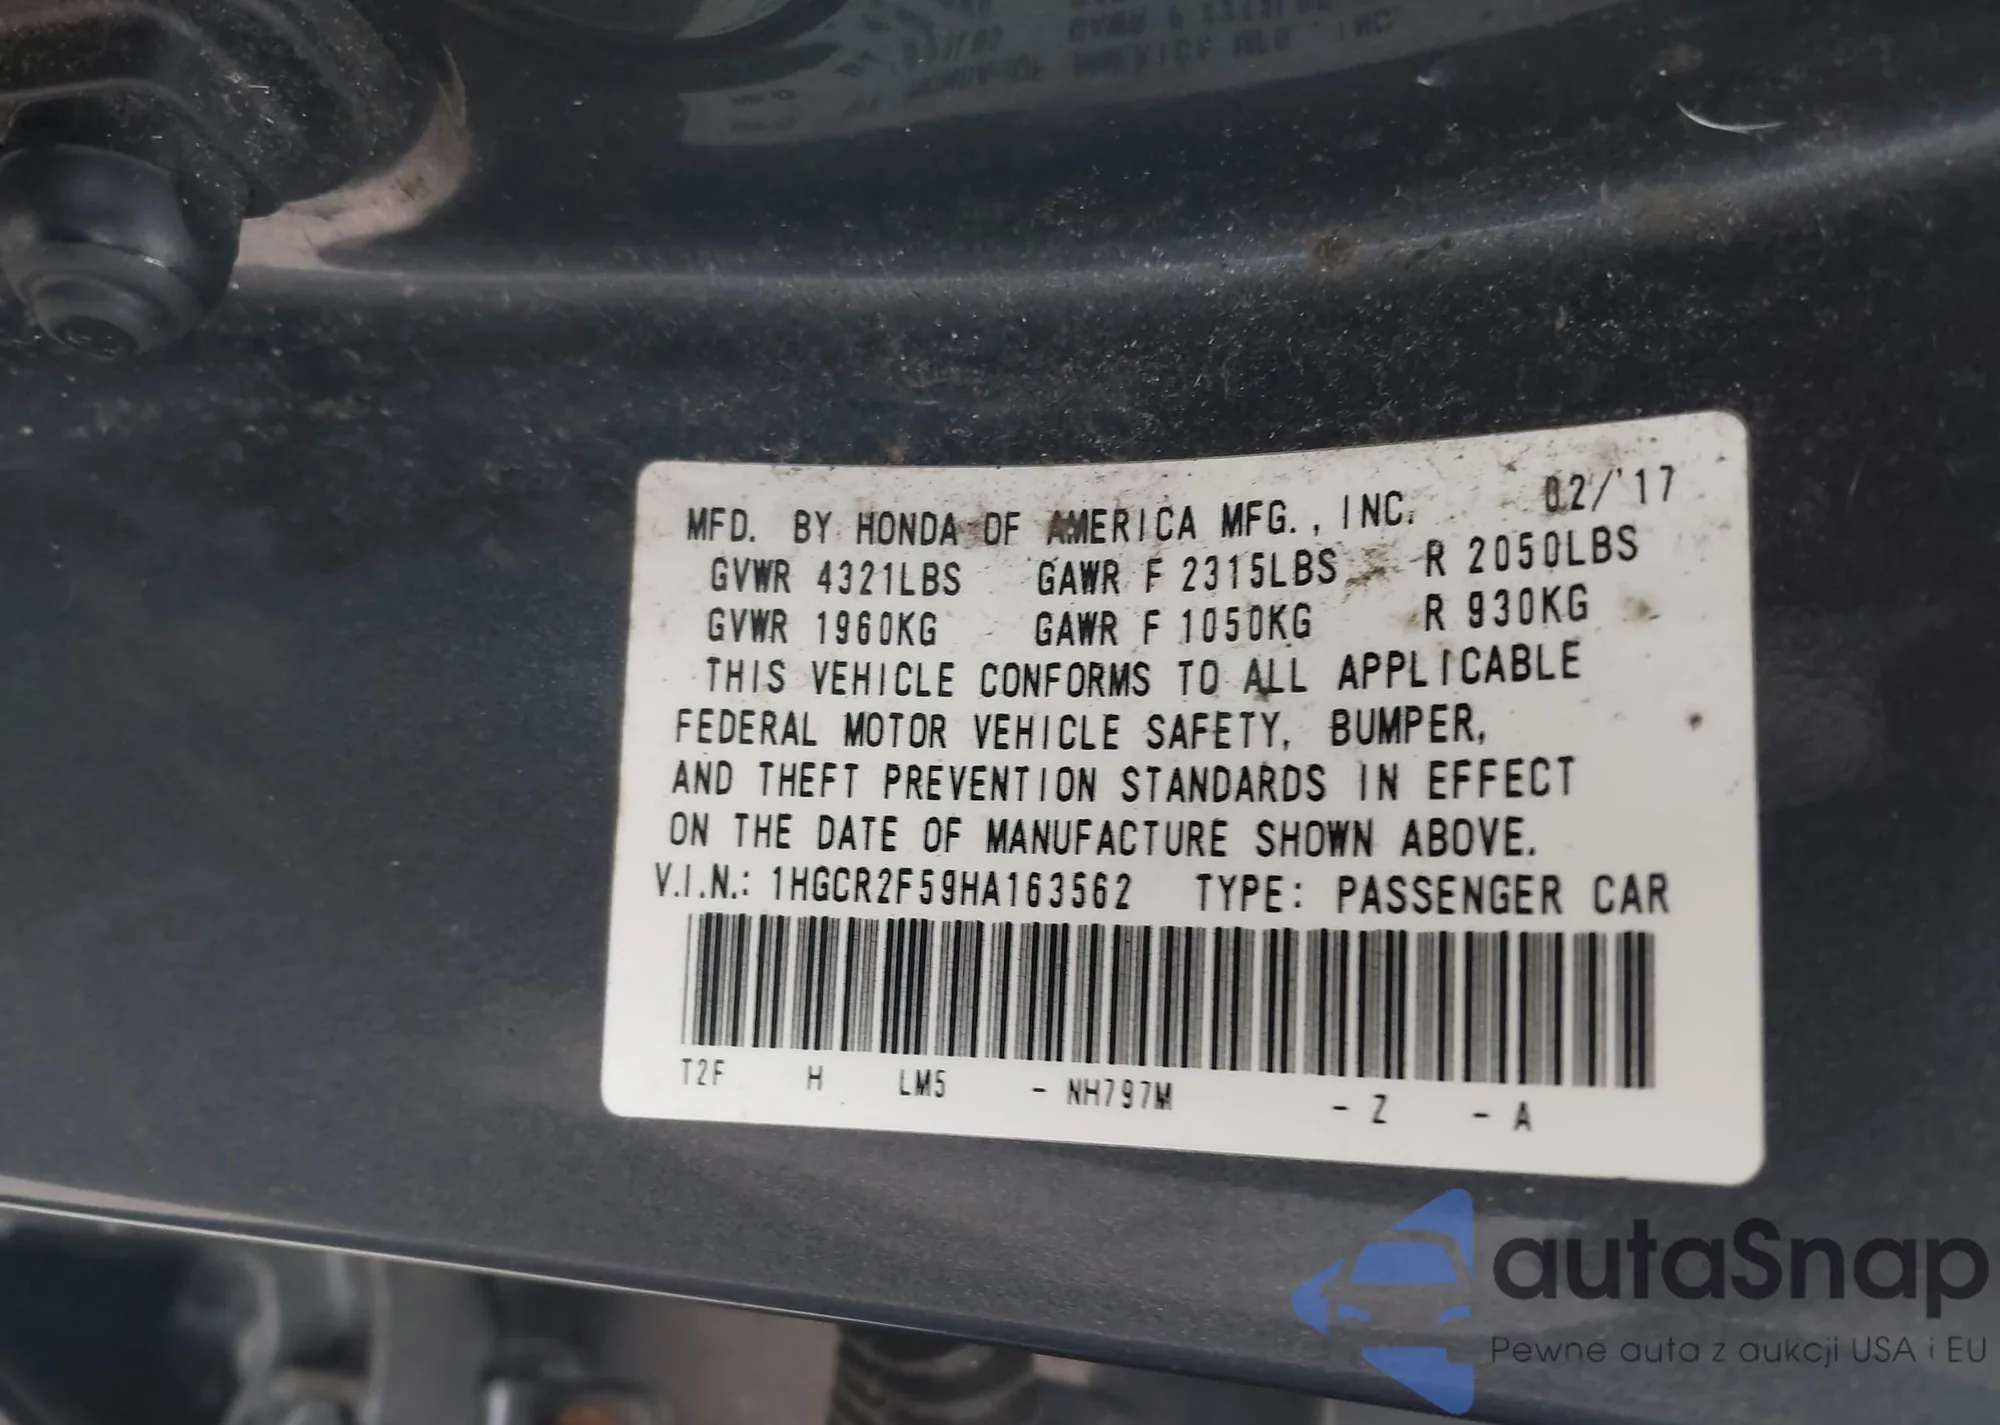 MFD. BY HONDA OF AMERICA MFG., INC. 02/'17
GVWR 4321LBS GAWR F 2315LBS R 2050LBS
GVWR 1960KG GAWR F 1050KG R 930KG
THIS VEHICLE CONFORMS TO ALL APPLICABLE
FEDERAL MOTOR VEHICLE SAFETY, BUMPER,
AND THEFT PREVENTION STANDARDS IN EFFECT
ON THE DATE OF MANUFACTURE SHOWN ABOVE.
V.I.N.: 1HGCR2F59HA163562 TYPE: PASSENGER CAR
T2F H LM5 - NH797M - Z - A
autaSnap
Pewne auta z aukcji USA i EU